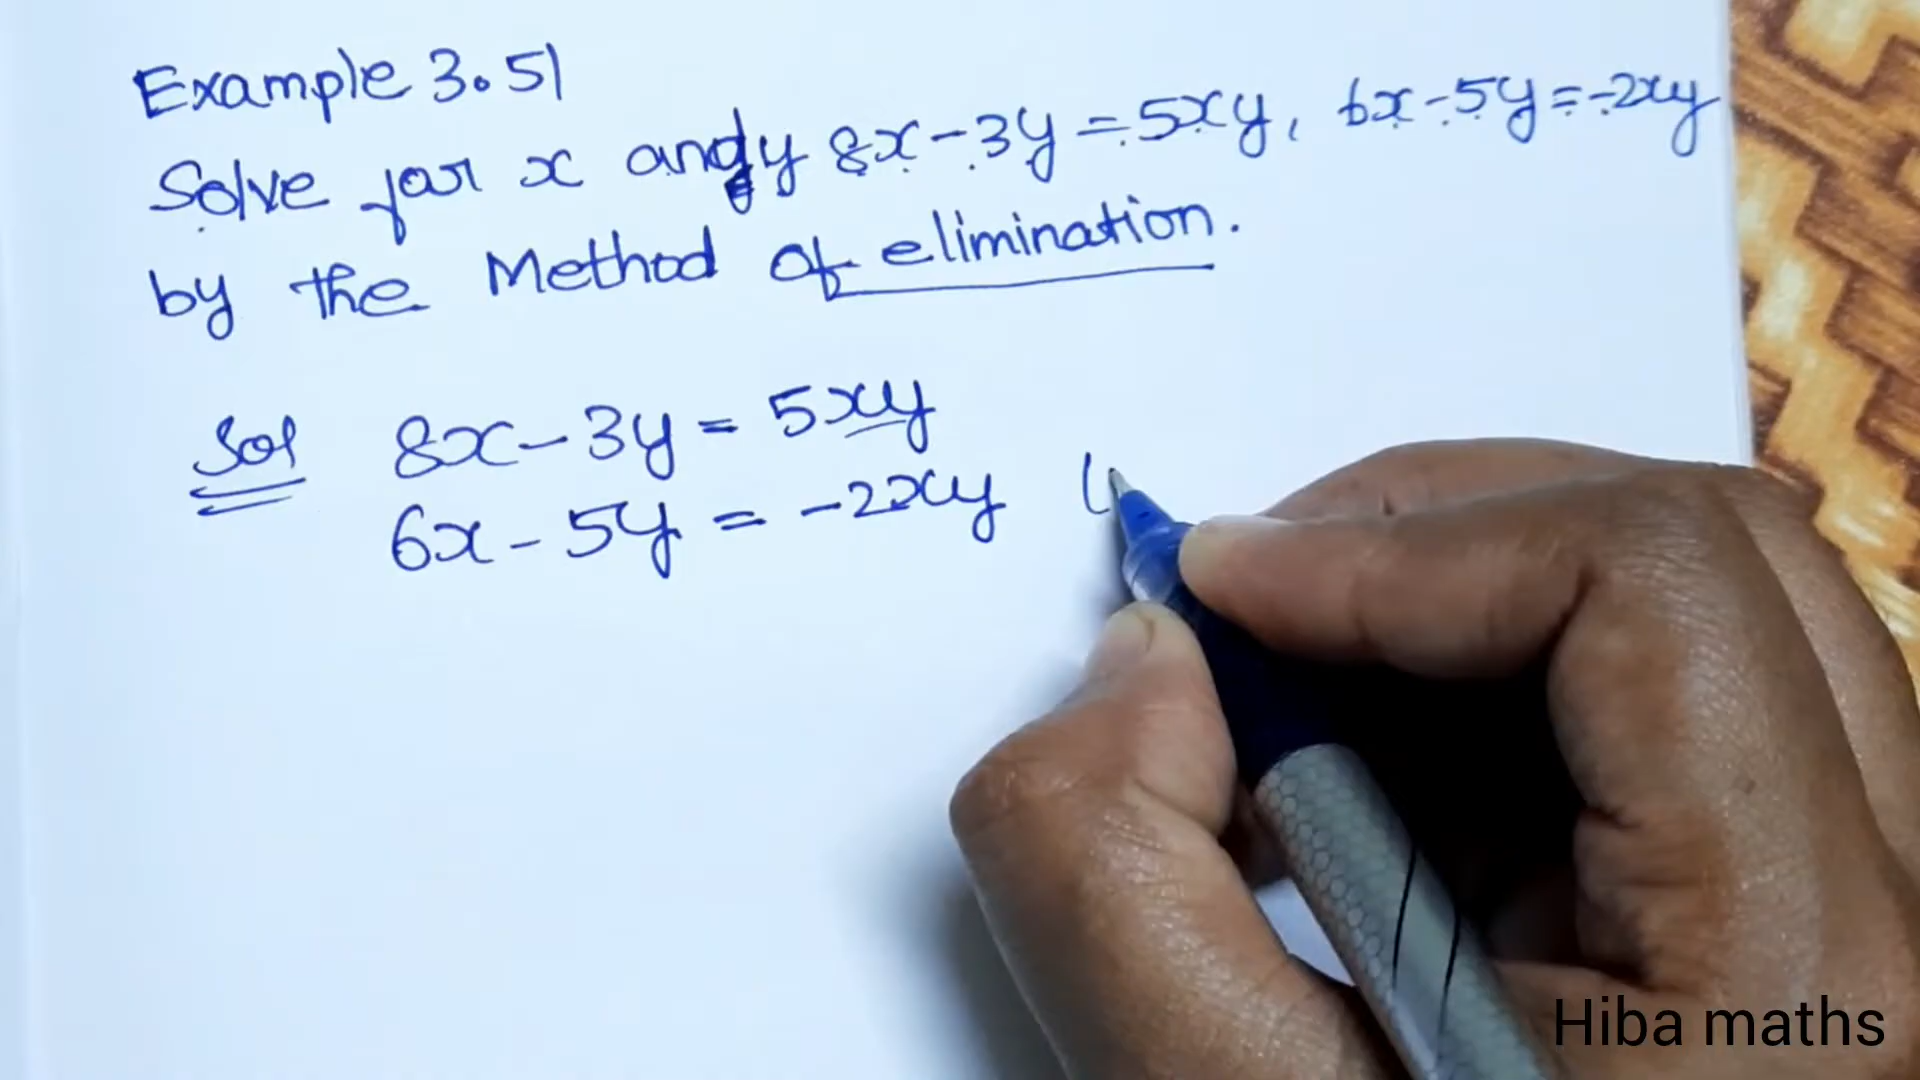 Example 3.51
Solve for x and y 8x-3y=5xy, 6x-5y=-2xy
by the Method of elimination.
Sol 8x-3y = 5xy
6x-5y = -2xy (
Hiba maths